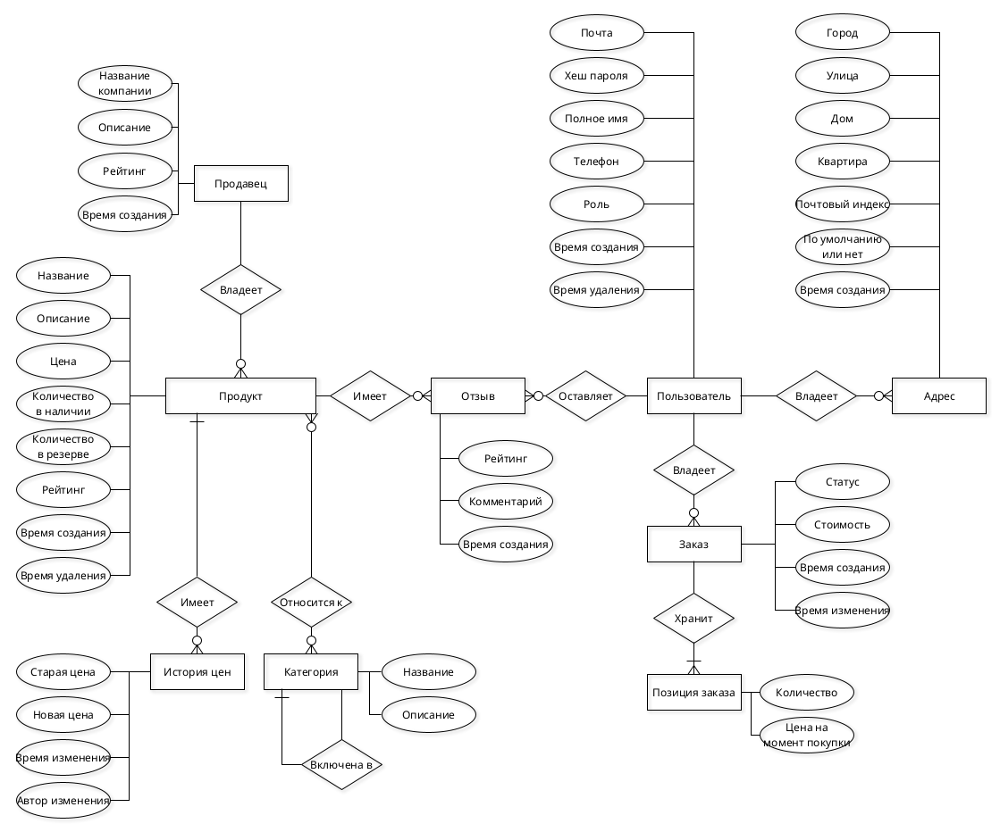 Почта
Хеш пароля
Полное имя
Телефон
Роль
Время создания
Время удаления
Город
Улица
Дом
Квартира
Почтовый индекс
По умолчанию
или нет
Время создания
Название
компании
Описание
Рейтинг
Время создания
Продавец
Владеет
Название
Описание
Цена
Количество
в наличии
Количество
в резерве
Рейтинг
Время создания
Время удаления
Продукт
Имеет
Отзыв
Оставляет
Пользователь
Владеет
Адрес
Рейтинг
Комментарий
Время создания
Владеет
Заказ
Статус
Стоимость
Время создания
Время изменения
Хранит
Позиция заказа
Количество
Цена на
момент покупки
Имеет
Относится к
История цен
Категория
Название
Описание
Включена в
Старая цена
Новая цена
Время изменения
Автор изменения